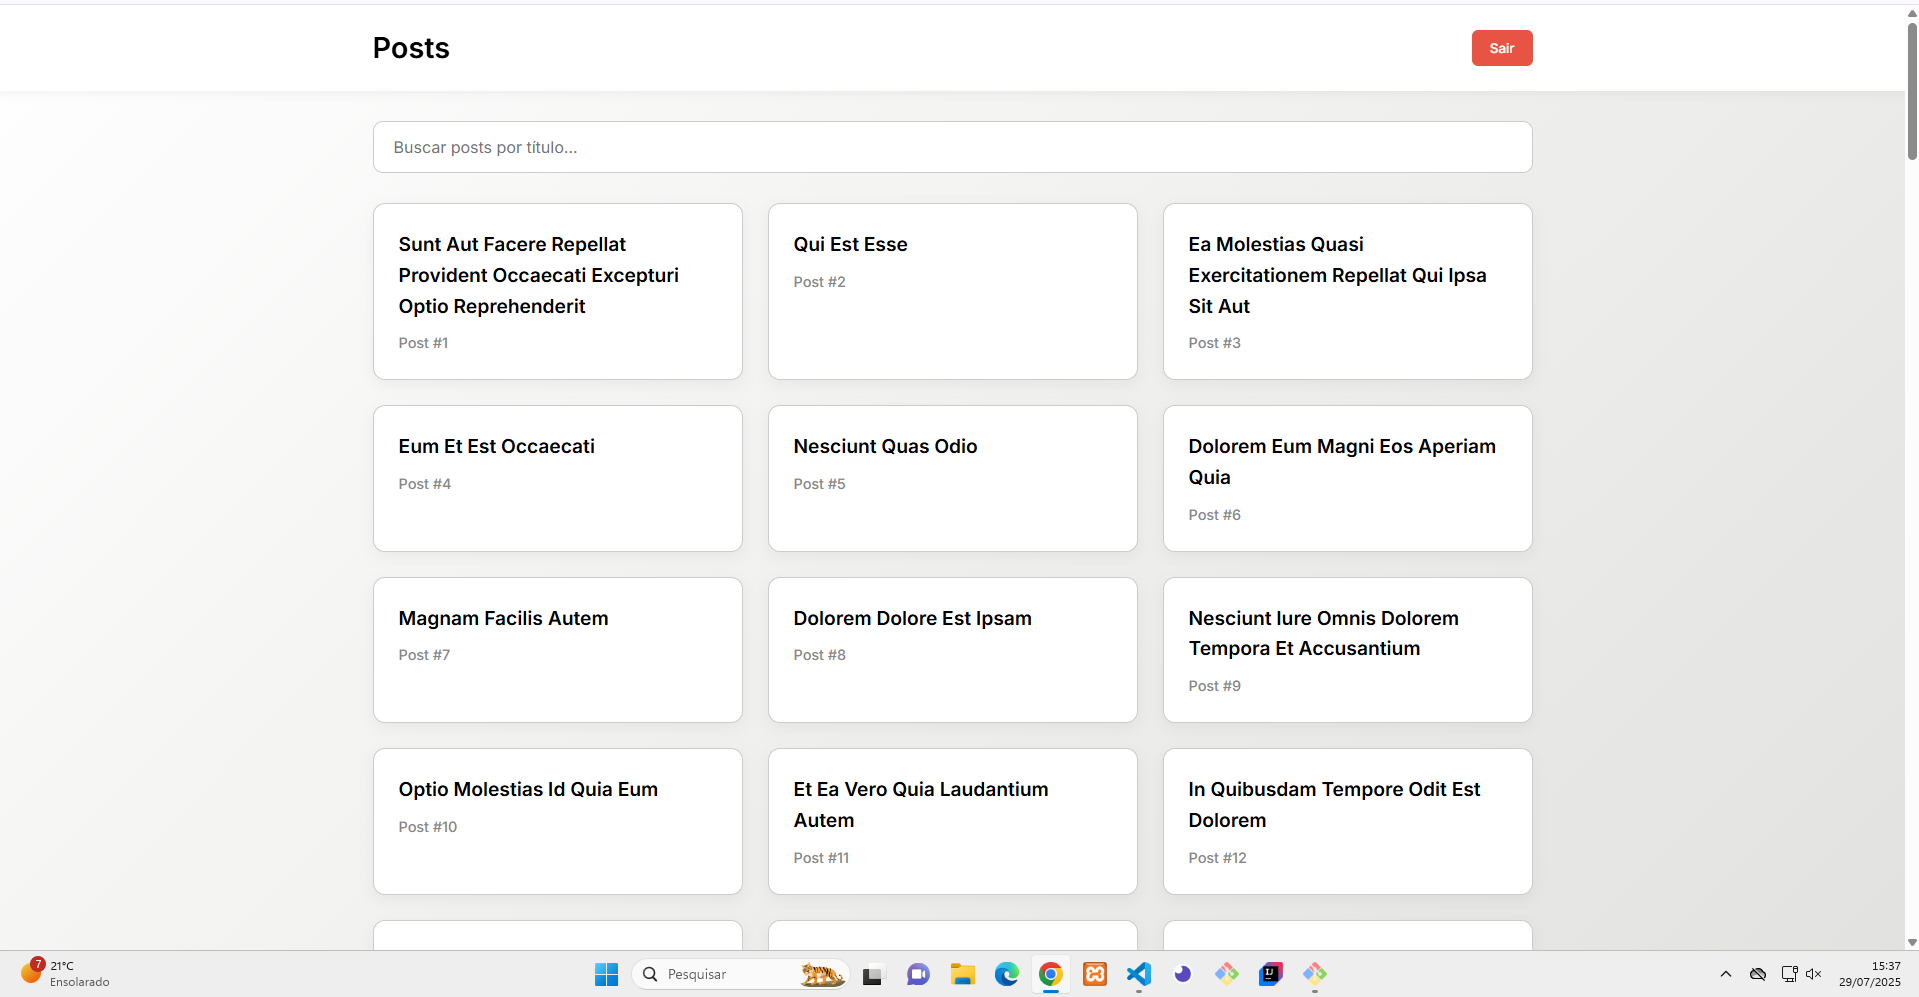 Posts
Sair
Buscar posts por título...
Sunt Aut Facere Repellat
Provident Occaecati Excepturi
Optio Reprehenderit
Post #1
Qui Est Esse
Post #2
Ea Molestias Quasi
Exercitationem Repellat Qui Ipsa
Sit Aut
Post #3
Eum Et Est Occaecati
Post #4
Nesciunt Quas Odio
Post #5
Dolorem Eum Magni Eos Aperiam
Quia
Post #6
Magnam Facilis Autem
Post #7
Dolorem Dolore Est Ipsam
Post #8
Nesciunt Iure Omnis Dolorem
Tempora Et Accusantium
Post #9
Optio Molestias Id Quia Eum
Post #10
Et Ea Vero Quia Laudantium
Autem
Post #11
In Quibusdam Tempore Odit Est
Dolorem
Post #12
7
21°C
Ensolarado
Pesquisar
IJ
15:37
29/07/2025